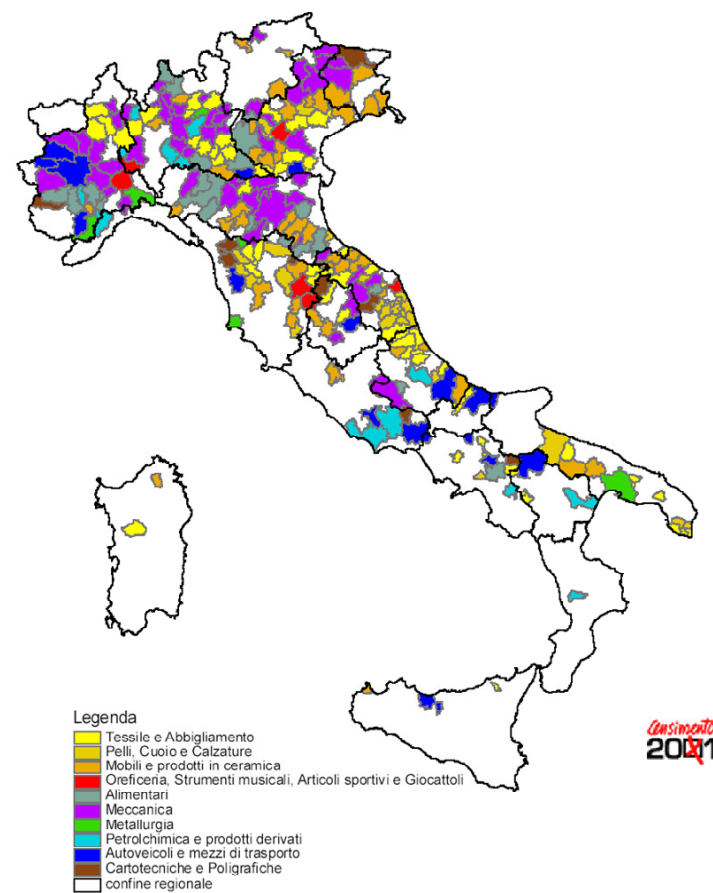 Legenda
Tessile e Abbigliamento
Pelli, Cuoio e Calzature
Mobili e prodotti in ceramica
Oreficeria, Strumenti musicali, Articoli sportivi e Giocattoli
Alimentari
Meccanica
Metallurgia
Petrolchimica e prodotti derivati
Autoveicoli e mezzi di trasporto
Cartotecniche e Poligrafiche
confine regionale
Censimento
2001